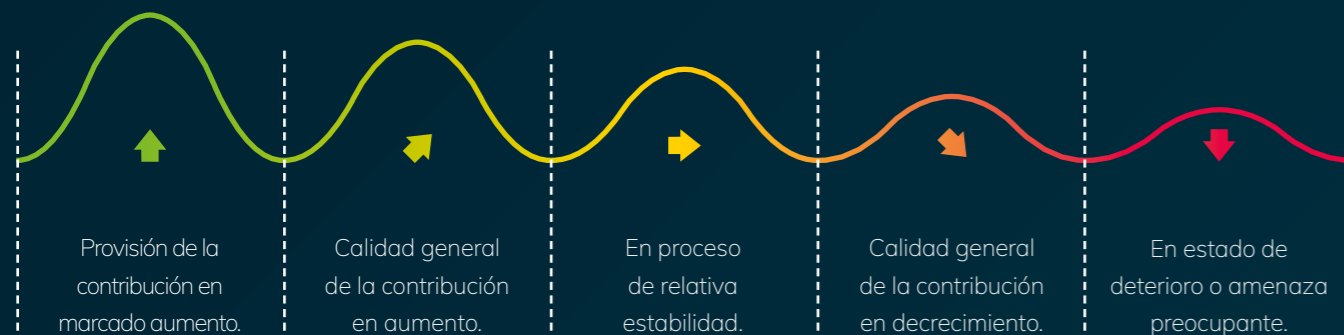 Provisión de la
contribución en
marcado aumento.
Calidad general
de la contribución
en aumento.
En proceso
de relativa
estabilidad.
Calidad general
de la contribución
en decrecimiento.
En estado de
deterioro o amenaza
preocupante.